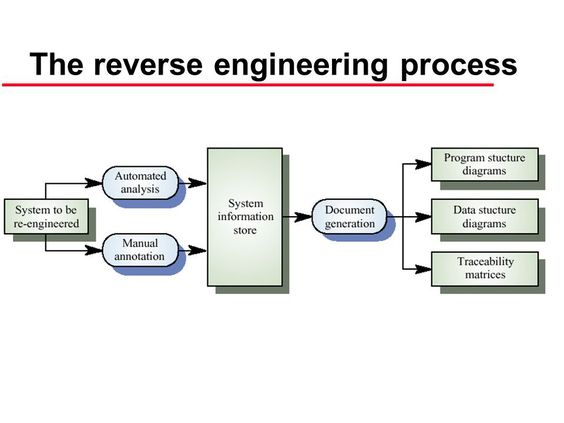 The reverse engineering process
Automated
analysis
Program stucture
diagrams
System to be
re-engineered
System
information
store
Document
generation
Data stucture
diagrams
Manual
annotation
Traceability
matrices